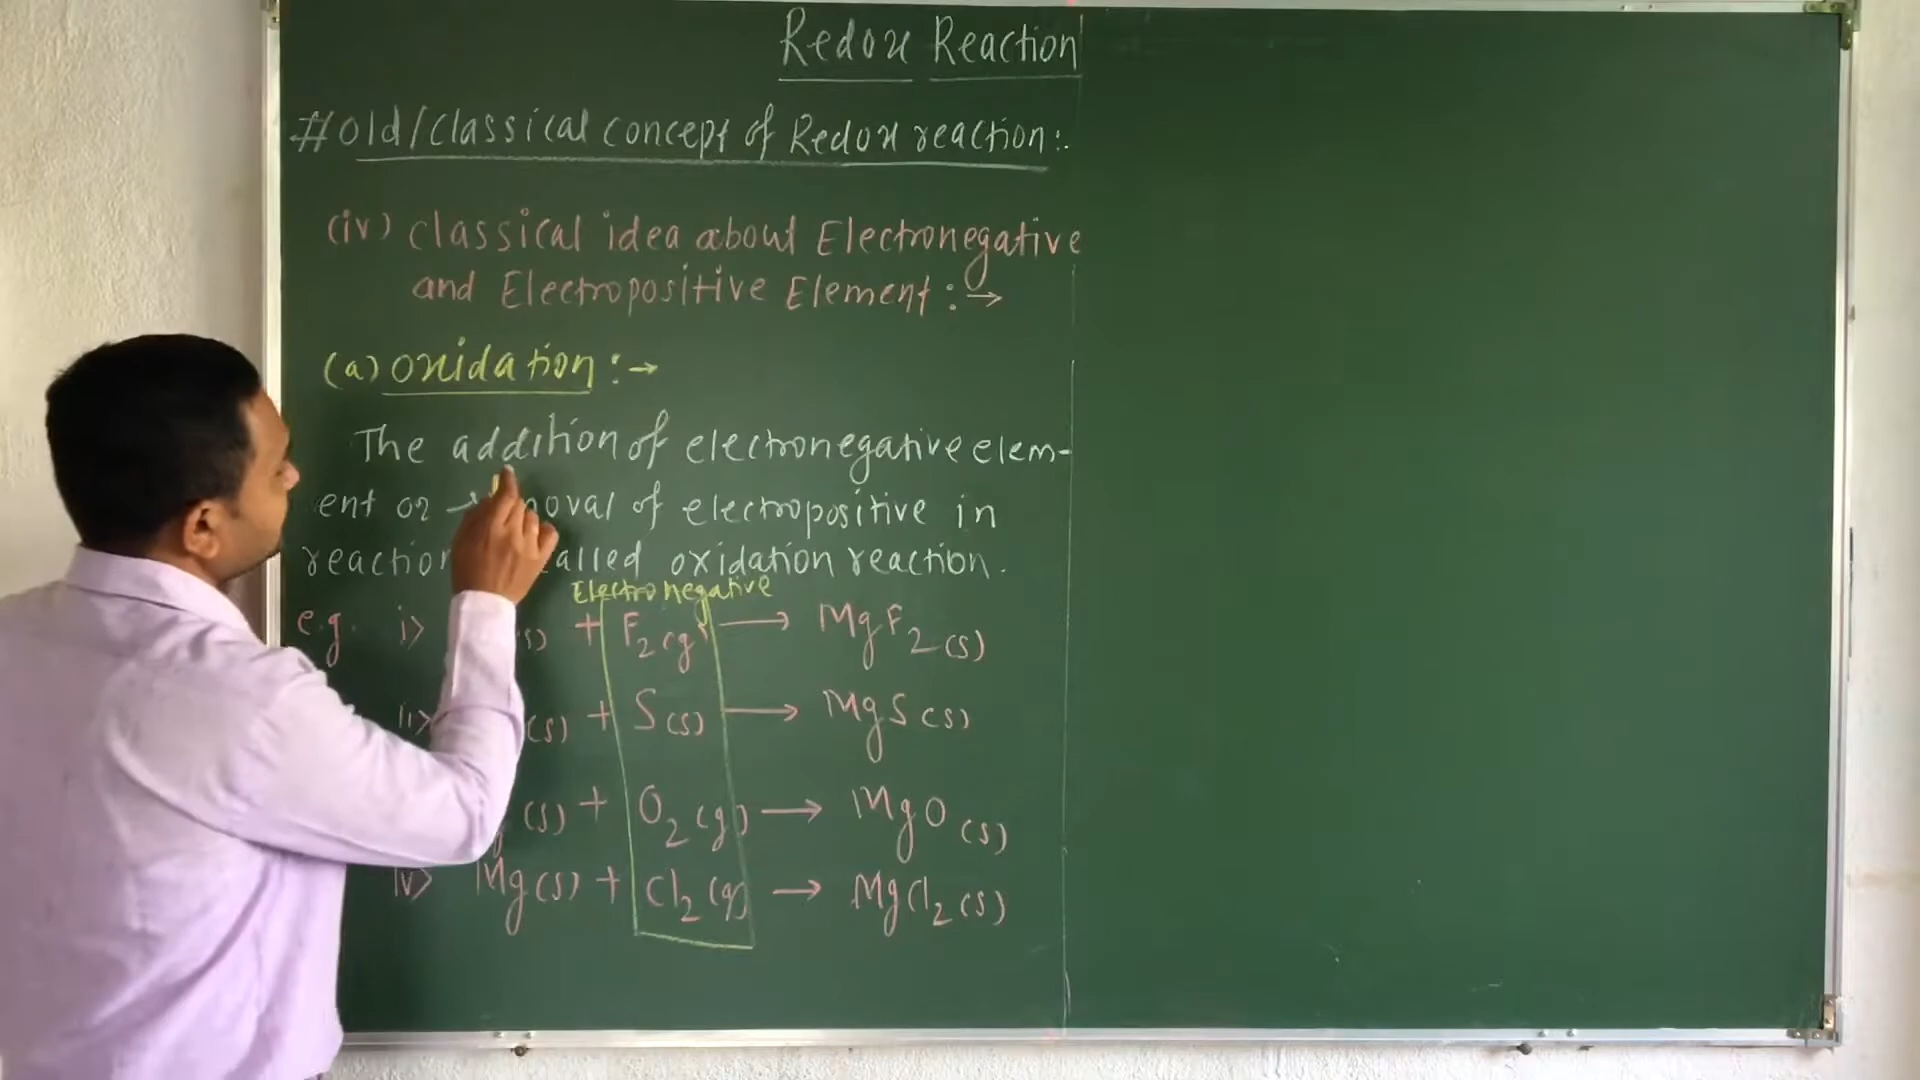 Redox Reaction
#Old/Classical concept of Redox reaction:.
(iv) Classical idea about Electronegative
and Electropositive Element :→
(a) Oxidation :→
The addition of electronegative elem-
ent or removal of electropositive in
reaction called oxidation reaction.
Electronegative
e.g. i> (s) + F₂(g) → MgF₂(s)
ii> (s) + S(s) → MgS(s)
(s) + O₂(g) → MgO(s)
iv> Mg(s) + Cl₂(g) → MgCl₂(s)